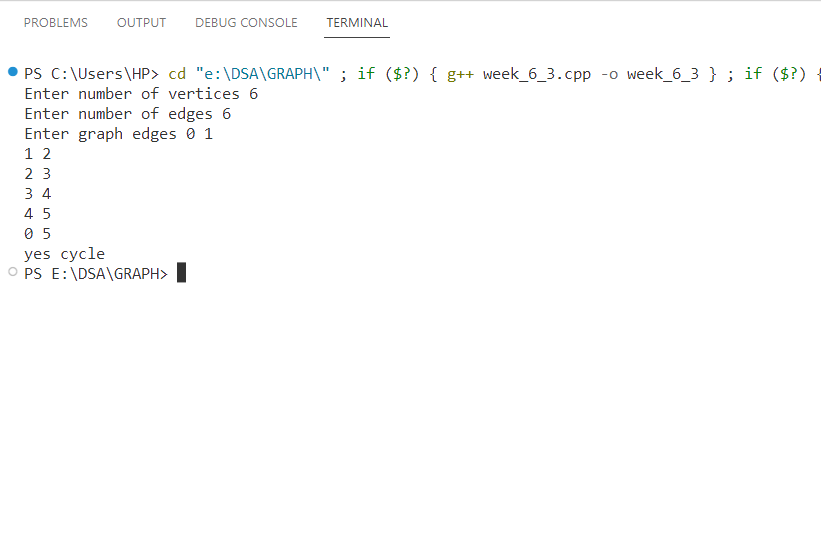 PROBLEMS OUTPUT DEBUG CONSOLE TERMINAL
PS C:\Users\HP> cd "e:\DSA\GRAPH\" ; if ($?) { g++ week_6_3.cpp -o week_6_3 } ; if ($?) {
Enter number of vertices 6
Enter number of edges 6
Enter graph edges 0 1
1 2
2 3
3 4
4 5
0 5
yes cycle
PS E:\DSA\GRAPH>